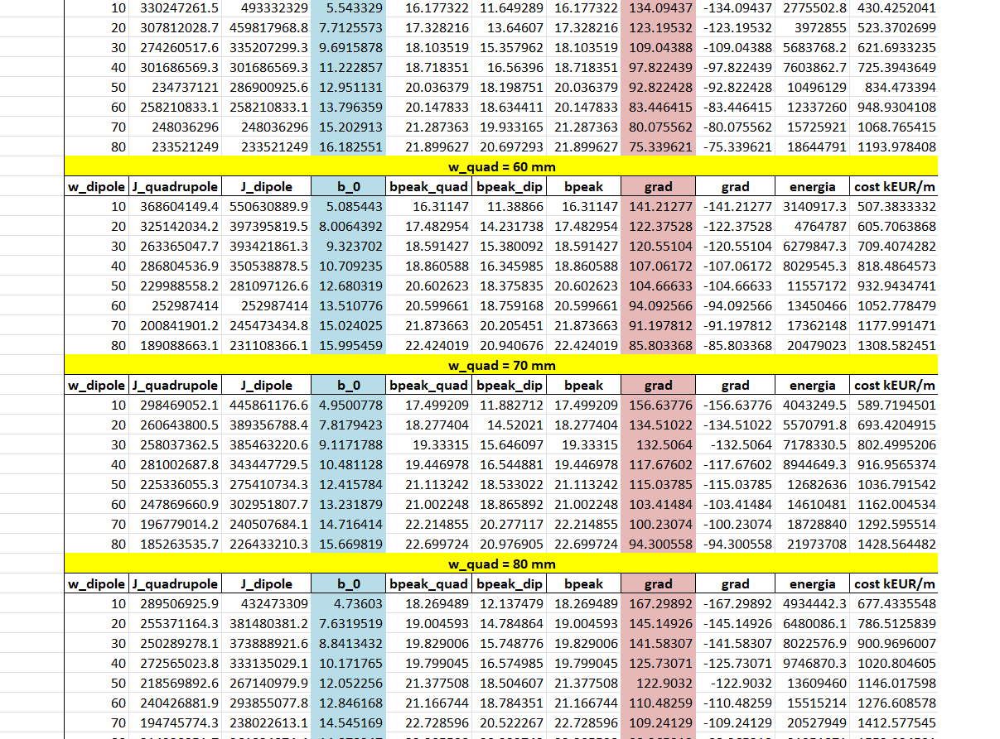 10 330247261.5 493332329 5.543329 16.177322 11.649289 16.177322 134.09437 -134.09437 2775502.8 430.4252041
20 307812028.7 459817968.8 7.7125573 17.328216 13.64607 17.328216 123.19532 -123.19532 3972855 523.3702699
30 274260517.6 335207299.3 9.6915878 18.103519 15.357962 18.103519 109.04388 -109.04388 5683768.2 621.6933235
40 301686569.3 301686569.3 11.222857 18.718351 16.56396 18.718351 97.822439 -97.822439 7603862.7 725.3943649
50 234737121 286900925.6 12.951131 20.036379 18.198751 20.036379 92.822428 -92.822428 10496129 834.473394
60 258210833.1 258210833.1 13.796359 20.147833 18.634411 20.147833 83.446415 -83.446415 12337260 948.9304108
70 248036296 248036296 15.202913 21.287363 19.933165 21.287363 80.075562 -80.075562 15725921 1068.765415
80 233521249 233521249 16.182551 21.899627 20.697293 21.899627 75.339621 -75.339621 18644791 1193.978408
w_quad = 60 mm
w_dipole J_quadrupole J_dipole b_0 bpeak_quad bpeak_dip bpeak grad grad energia cost kEUR/m
10 368604149.4 550630889.9 5.085443 16.31147 11.38866 16.31147 141.21277 -141.21277 3140917.3 507.3833332
20 325142034.2 397395819.5 8.0064392 17.482954 14.231738 17.482954 122.37528 -122.37528 4764787 605.7063868
30 263365047.7 393421861.3 9.323702 18.591427 15.380092 18.591427 120.55104 -120.55104 6279847.3 709.4074282
40 286804536.9 350538878.5 10.709235 18.860588 16.345985 18.860588 107.06172 -107.06172 8029545.3 818.4864573
50 229988558.2 281097126.6 12.680319 20.602623 18.375835 20.602623 104.66633 -104.66633 11557172 932.9434741
60 252987414 252987414 13.510776 20.599661 18.759168 20.599661 94.092566 -94.092566 13450466 1052.778479
70 200841901.2 245473434.8 15.024025 21.873663 20.205451 21.873663 91.197812 -91.197812 17362148 1177.991471
80 189088663.1 231108366.1 15.995459 22.424019 20.940676 22.424019 85.803368 -85.803368 20479023 1308.582451
w_quad = 70 mm
w_dipole J_quadrupole J_dipole b_0 bpeak_quad bpeak_dip bpeak grad grad energia cost kEUR/m
10 298469052.1 445861176.6 4.9500778 17.499209 11.882712 17.499209 156.63776 -156.63776 4043249.5 589.7194501
20 260643800.5 389356788.4 7.8179423 18.277404 14.52021 18.277404 134.51022 -134.51022 5570791.8 693.4204915
30 258037362.5 385463220.6 9.1171788 19.33315 15.646097 19.33315 132.5064 -132.5064 7178330.5 802.4995206
40 281002687.8 343447729.5 10.481128 19.446978 16.544881 19.446978 117.67602 -117.67602 8944649.3 916.9565374
50 225336055.3 275410734.3 12.415784 21.113242 18.533022 21.113242 115.03785 -115.03785 12682636 1036.791542
60 247869660.9 302951807.7 13.231879 21.002248 18.865892 21.002248 103.41484 -103.41484 14610481 1162.004534
70 196779014.2 240507684.1 14.716414 22.214855 20.277117 22.214855 100.23074 -100.23074 18728840 1292.595514
80 185263535.7 226433210.3 15.669819 22.699724 20.976905 22.699724 94.300558 -94.300558 21973708 1428.564482
w_quad = 80 mm
w_dipole J_quadrupole J_dipole b_0 bpeak_quad bpeak_dip bpeak grad grad energia cost kEUR/m
10 289506925.9 432473309 4.73603 18.269489 12.137479 18.269489 167.29892 -167.29892 4934442.3 677.4335548
20 255371164.3 381480381.2 7.6319519 19.004593 14.784864 19.004593 145.14926 -145.14926 6480086.1 786.5125839
30 250289278.1 373888921.6 8.8413432 19.829006 15.748776 19.829006 141.58307 -141.58307 8022576.9 900.9696007
40 272565023.8 333135029.1 10.171765 19.799045 16.574985 19.799045 125.73071 -125.73071 9746870.3 1020.804605
50 218569892.6 267140979.9 12.052256 21.377508 18.504607 21.377508 122.9032 -122.9032 13609460 1146.017598
60 240426881.9 293855077.8 12.846168 21.166744 18.784351 21.166744 110.48259 -110.48259 15515214 1276.608578
70 194745774.3 238022613.1 14.545169 22.728596 20.522267 22.728596 109.24129 -109.24129 20527949 1412.577545